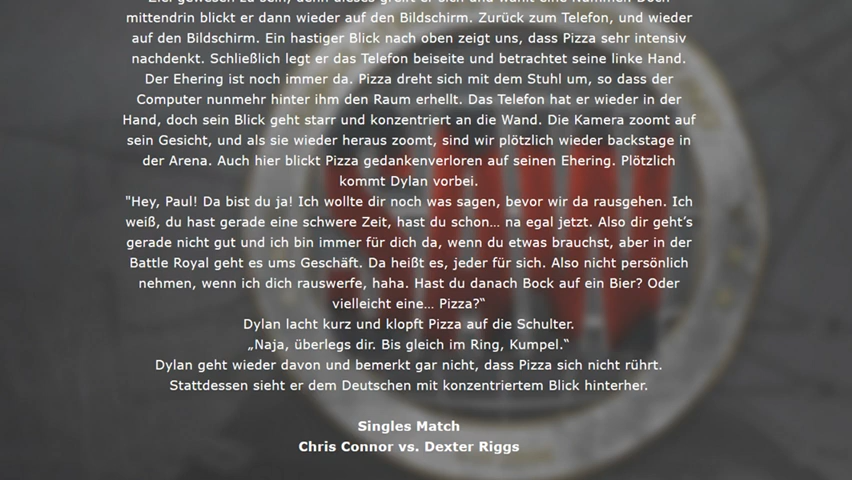 mittendrin blickt er dann wieder auf den Bildschirm. Zurück zum Telefon, und wieder
auf den Bildschirm. Ein hastiger Blick nach oben zeigt uns, dass Pizza sehr intensiv
nachdenkt. Schließlich legt er das Telefon beiseite und betrachtet seine linke Hand.
Der Ehering ist noch immer da. Pizza dreht sich mit dem Stuhl um, so dass der
Computer nunmehr hinter ihm den Raum erhellt. Das Telefon hat er wieder in der
Hand, doch sein Blick geht starr und konzentriert an die Wand. Die Kamera zoomt auf
sein Gesicht, und als sie wieder heraus zoomt, sind wir plötzlich wieder backstage in
der Arena. Auch hier blickt Pizza gedankenverloren auf seinen Ehering. Plötzlich
kommt Dylan vorbei.
"Hey, Paul! Da bist du ja! Ich wollte dir noch was sagen, bevor wir da rausgehen. Ich
weiß, du hast gerade eine schwere Zeit, hast du schon… na egal jetzt. Also dir geht’s
gerade nicht gut und ich bin immer für dich da, wenn du etwas brauchst, aber in der
Battle Royal geht es ums Geschäft. Da heißt es, jeder für sich. Also nicht persönlich
nehmen, wenn ich dich rauswerfe, haha. Hast du danach Bock auf ein Bier? Oder
vielleicht eine… Pizza?“
Dylan lacht kurz und klopft Pizza auf die Schulter.
„Naja, überlegs dir. Bis gleich im Ring, Kumpel.“
Dylan geht wieder davon und bemerkt gar nicht, dass Pizza sich nicht rührt.
Stattdessen sieht er dem Deutschen mit konzentriertem Blick hinterher.
Singles Match
Chris Connor vs. Dexter Riggs